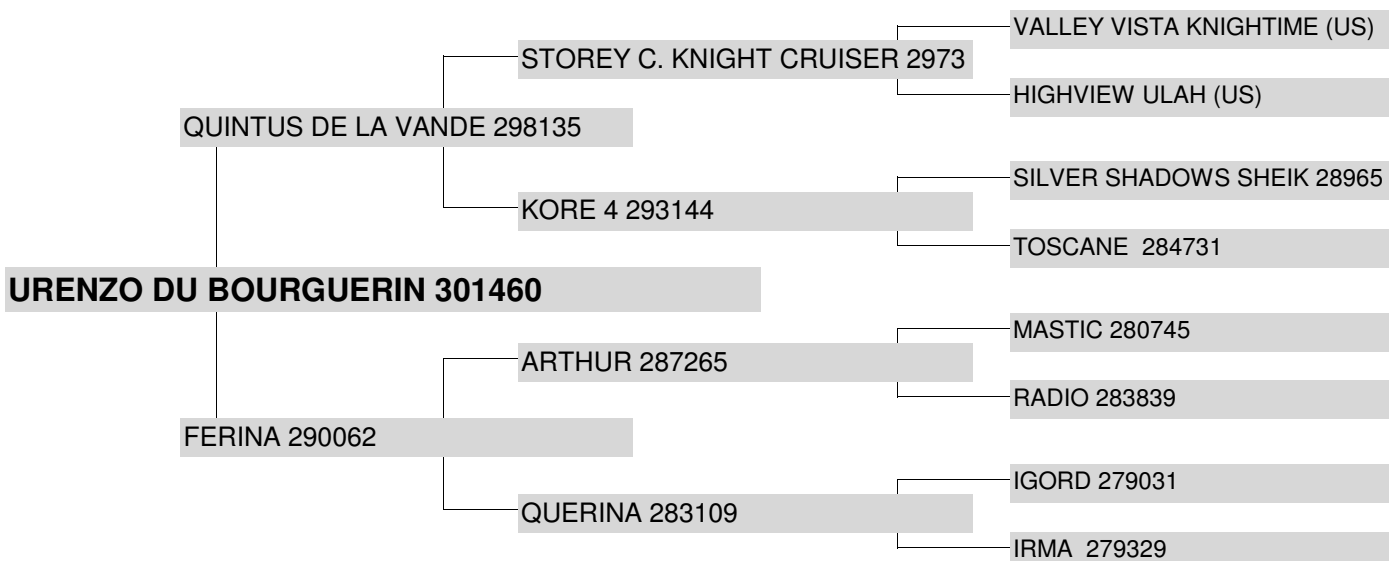 VALLEY VISTA KNIGHTIME (US)
STOREY C. KNIGHT CRUISER 2973
HIGHVIEW ULAH (US)
QUINTUS DE LA VANDE 298135
SILVER SHADOWS SHEIK 28965
KORE 4 293144
TOSCANE 284731
URENZO DU BOURGUERIN 301460
MASTIC 280745
ARTHUR 287265
RADIO 283839
FERINA 290062
IGORD 279031
QUERINA 283109
IRMA 279329